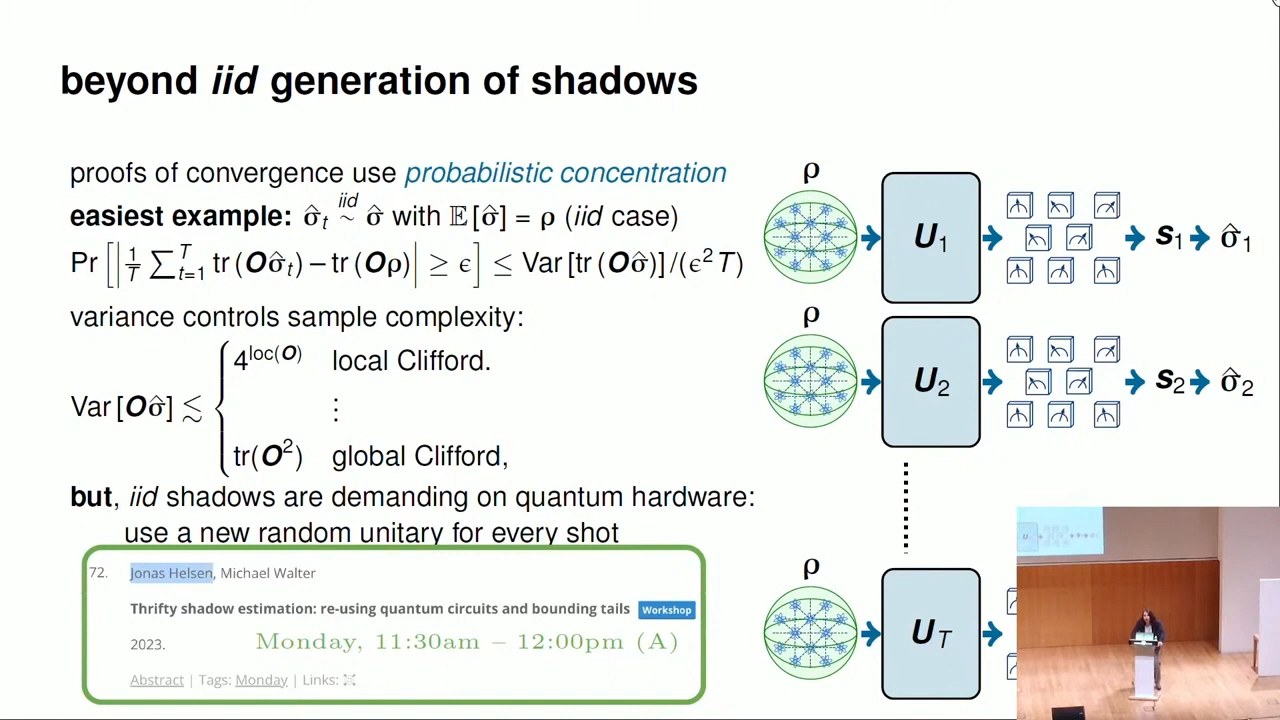 beyond iid generation of shadows
proofs of convergence use probabilistic concentration
easiest example: σ̂_t ~^{iid} σ̂ with 𝔼[σ̂] = ρ (iid case)
Pr[|1/T ∑_{t=1}^{T} tr(Oσ̂_t) − tr(Oρ)| ≥ ϵ] ≤ Var[tr(Oσ̂)]/(ϵ²T)
variance controls sample complexity:
Var[Oσ̂] ≲ {
4^{loc(O)} local Clifford.
⋮
tr(O²) global Clifford,
but, iid shadows are demanding on quantum hardware:
use a new random unitary for every shot
72. Jonas Helsen, Michael Walter
Thrifty shadow estimation: re-using quantum circuits and bounding tails Workshop
2023. Monday, 11:30am – 12:00pm (A)
Abstract | Tags: Monday | Links:
ρ
U₁ s₁ σ̂₁
ρ
U₂ s₂ σ̂₂
ρ
U_T